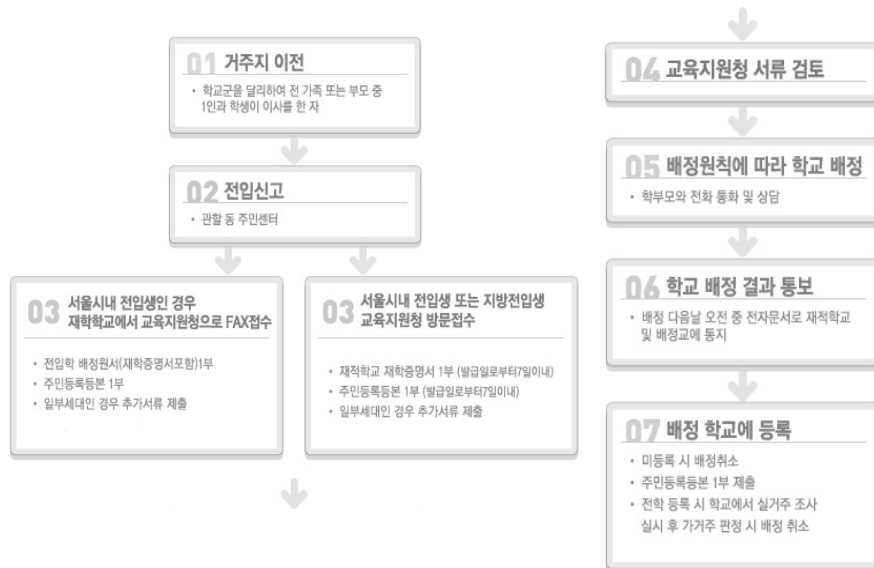 01 거주지 이전
• 학교군을 달리하여 전 가족 또는 부모 중
1인과 학생이 이사를 한 자
02 전입신고
• 관할 동 주민센터
03 서울시내 전입생인 경우
재학학교에서 교육지원청으로 FAX접수
• 전입학 배정원서(재학증명서포함)1부
• 주민등록등본 1부
• 일부세대인 경우 추가서류 제출
03 서울시내 전입생 또는 지방전입생
교육지원청 방문접수
• 재적학교 재학증명서 1부 (발급일로부터7일이내)
• 주민등록등본 1부 (발급일로부터7일이내)
• 일부세대인 경우 추가서류 제출
04 교육지원청 서류 검토
05 배정원칙에 따라 학교 배정
• 학부모와 전화 통화 및 상담
06 학교 배정 결과 통보
• 배정 다음날 오전 중 전자문서로 재적학교
및 배정교에 통지
07 배정 학교에 등록
• 미등록 시 배정취소
• 주민등록등본 1부 제출
• 전학 등록 시 학교에서 실거주 조사
실시 후 가거주 판정 시 배정 취소